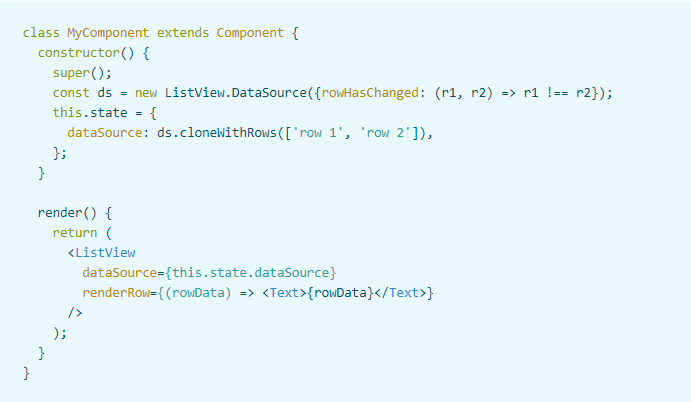 class MyComponent extends Component {
  constructor() {
    super();
    const ds = new ListView.DataSource({rowHasChanged: (r1, r2) => r1 !== r2});
    this.state = {
      dataSource: ds.cloneWithRows(['row 1', 'row 2']),
    };
  }

  render() {
    return (
      <ListView
        dataSource={this.state.dataSource}
        renderRow={(rowData) => <Text>{rowData}</Text>}
      />
    );
  }
}